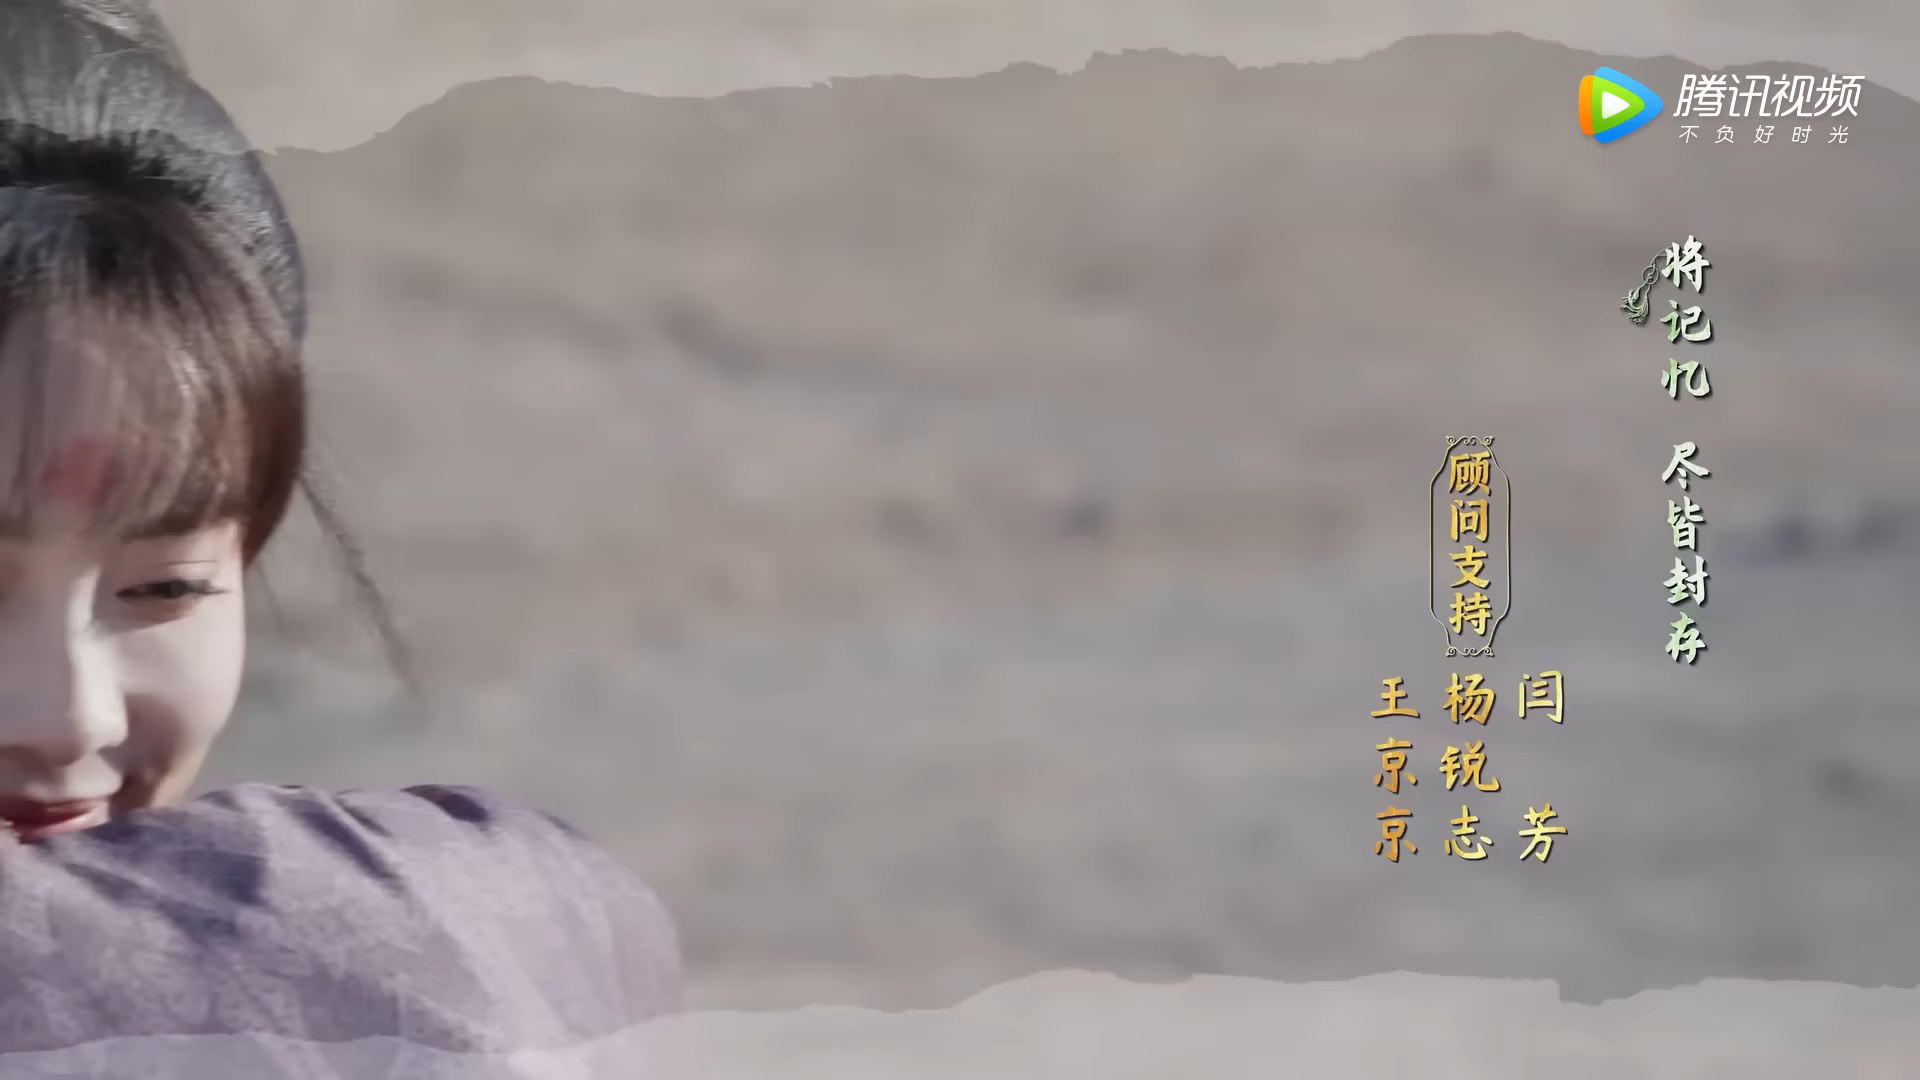 腾讯视频
不负好时光
将记忆 尽皆封存
顾问支持
闫芳
杨锐志
王京京